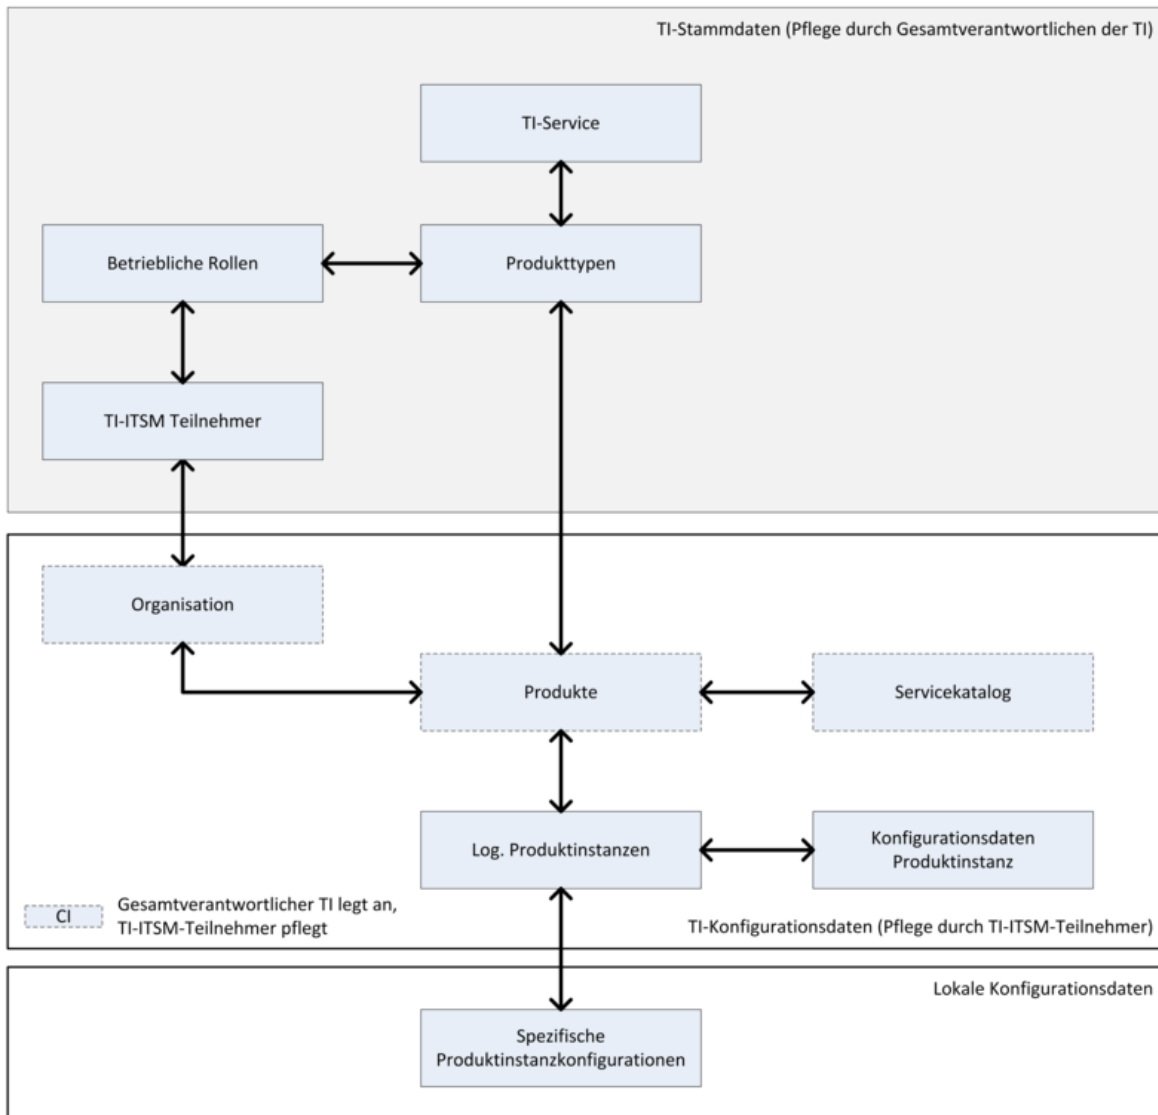 TI-Stammdaten (Pflege durch Gesamtverantwortlichen der TI)
TI-Service
Betriebliche Rollen
Produkttypen
TI-ITSM Teilnehmer
Organisation
Produkte
Servicekatalog
Log. Produktinstanzen
Konfigurationsdaten
Produktinstanz
CI
Gesamtverantwortlicher TI legt an,
TI-ITSM-Teilnehmer pflegt
TI-Konfigurationsdaten (Pflege durch TI-ITSM-Teilnehmer)
Lokale Konfigurationsdaten
Spezifische
Produktinstanzkonfigurationen